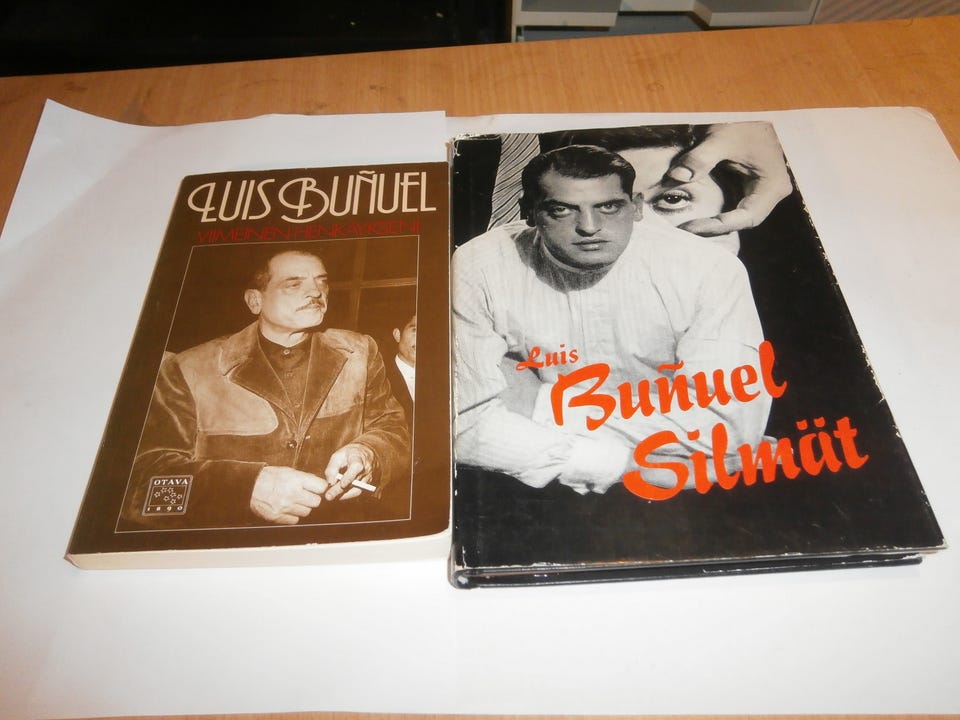 LUIS BUÑUEL
VIIMEINEN HENKÄYKSENI
OTAVA
1890
Luis
Buñuel
Silmät